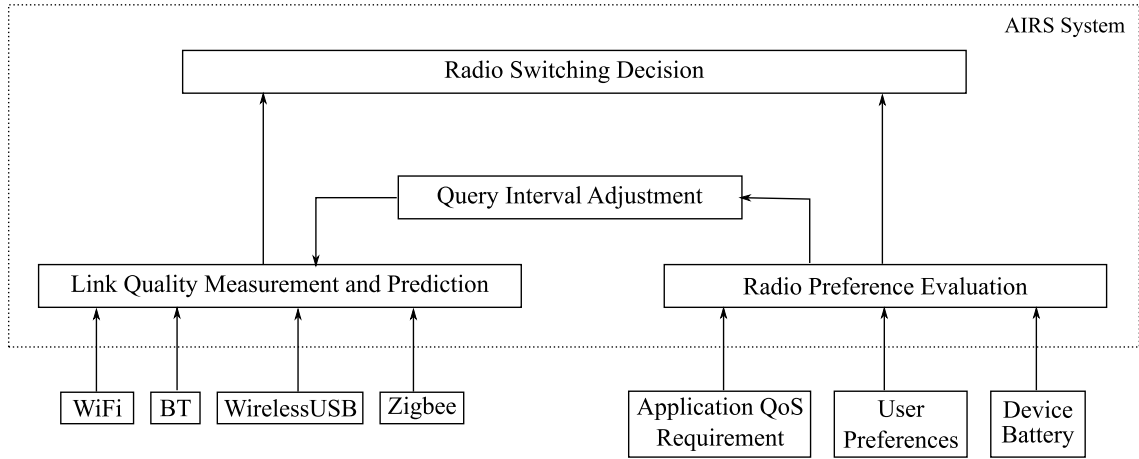 AIRS System
Radio Switching Decision
Query Interval Adjustment
Link Quality Measurement and Prediction
Radio Preference Evaluation
WiFi
BT
WirelessUSB
Zigbee
Application QoS
Requirement
User
Preferences
Device
Battery